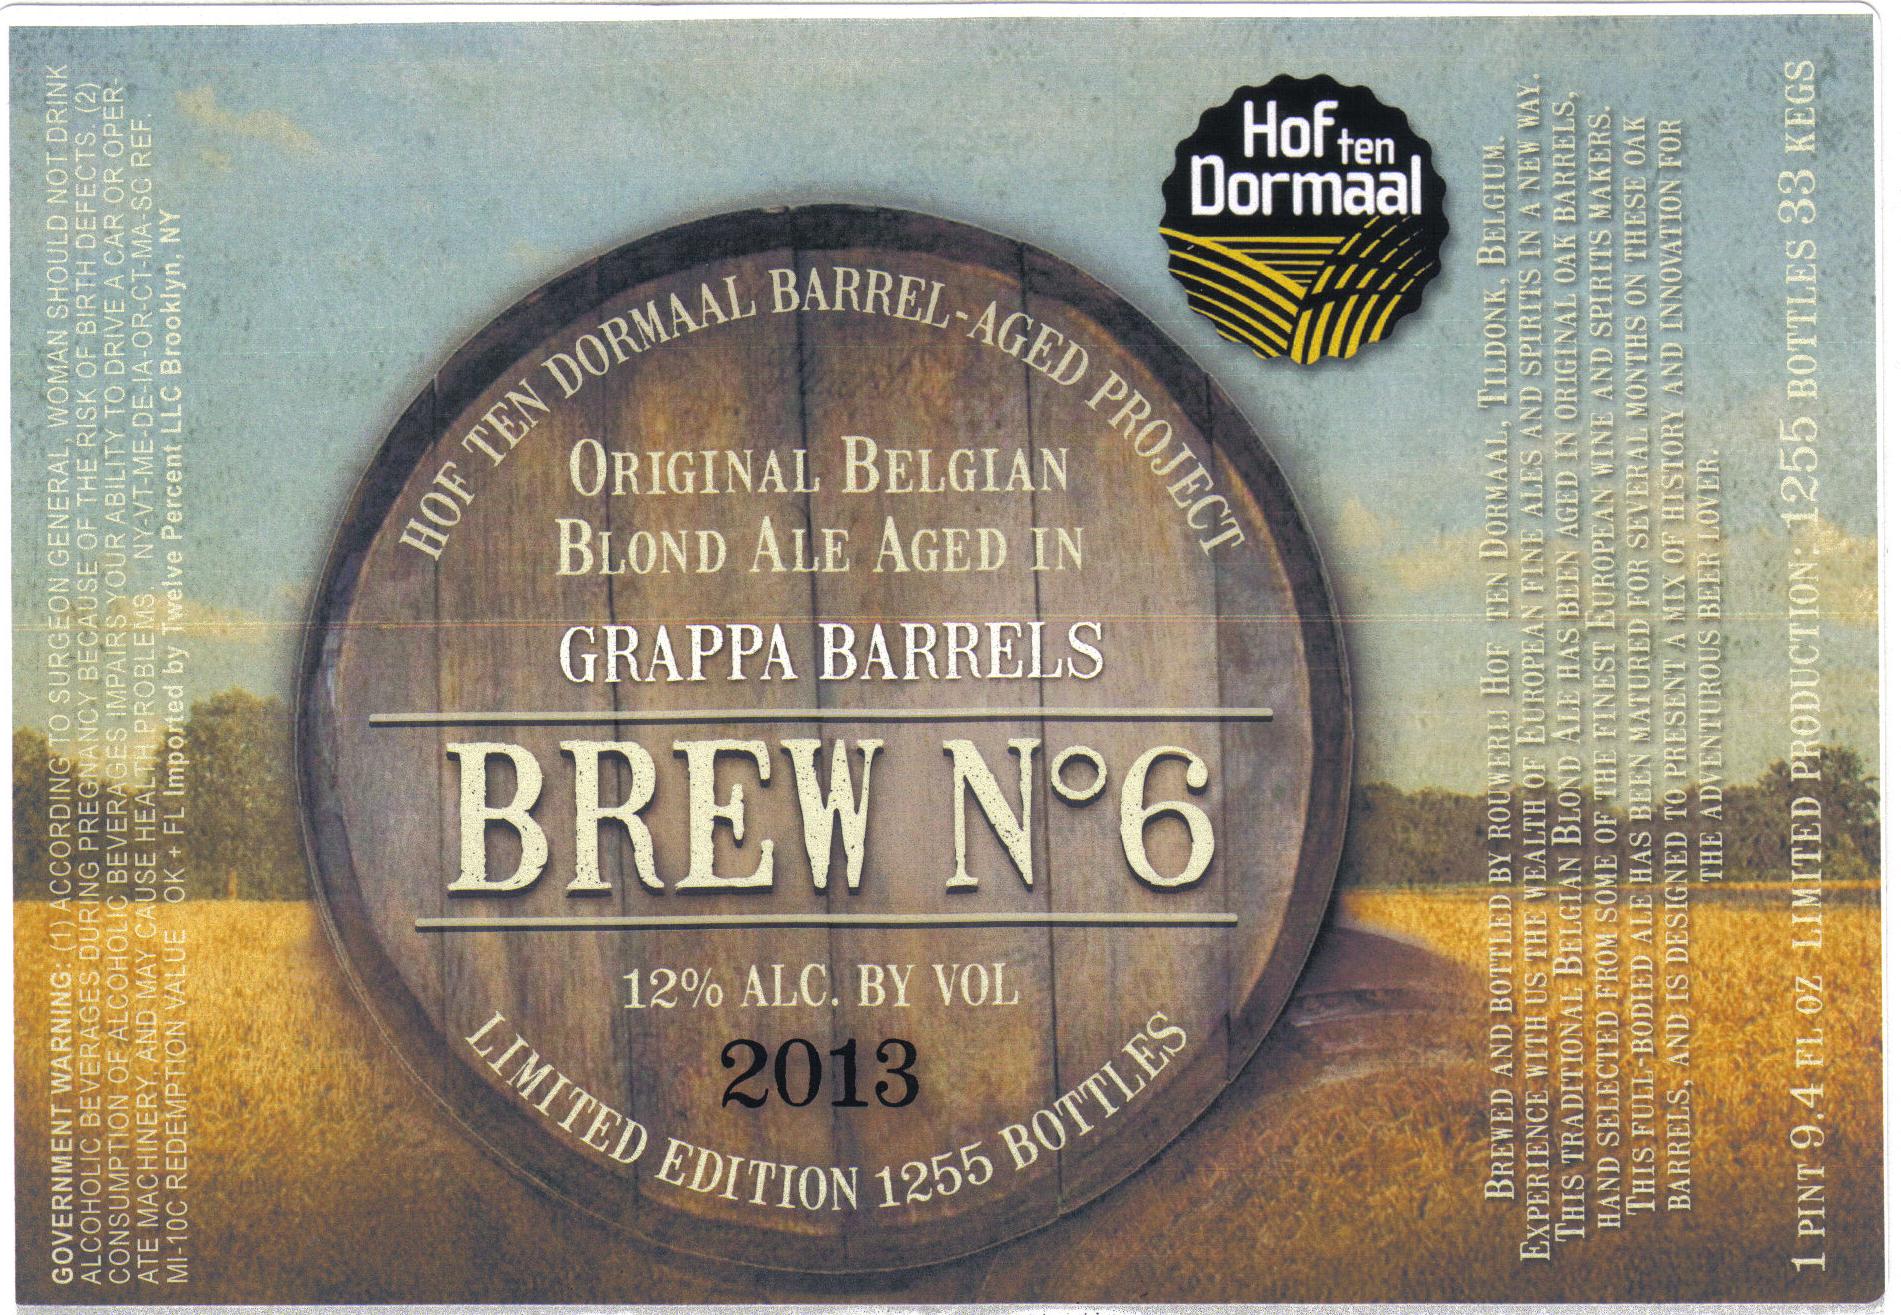 GOVERNMENT WARNING: (1) ACCORDING TO SURGEON GENERAL, WOMAN SHOULD NOT DRINK
ALCOHOLIC BEVERAGES DURING PREGNANCY BECAUSE OF THE RISK OF BIRTH DEFECTS. (2)
CONSUMPTION OF ALCOHOLIC BEVERAGES IMPAIRS YOUR ABILITY TO DRIVE A CAR OR OPER-
ATE MACHINERY, AND MAY CAUSE HEALTH PROBLEMS. NY-VT-ME-DE-IA-OR-CT-MA-5¢ REF.
MI-10C REDEMPTION VALUE OK+ FL Imported by Twelve Percent LLC Brooklyn, NY
HOF TEN DORMAAL BARREL-AGED PROJECT
ORIGINAL BELGIAN
BLOND ALE AGED IN
GRAPPA BARRELS
BREW N°6
12% ALC. BY VOL
2013
LIMITED EDITION 1255 BOTTLES
Hof ten
Dormaal
BREWED AND BOTTLED BY ROUWERIJ HOF TEN DORMAAL, TILDONK, BELGIUM.
EXPERIENCE WITH US THE WEALTH OF EUROPEAN FINE ALES AND SPIRITS IN A NEW WAY.
THIS TRADITIONAL BELGIAN BLOND ALE HAS BEEN AGED IN ORIGINAL OAK BARRELS,
HAND SELECTED FROM SOME OF THE FINEST EUROPEAN WINE AND SPIRITS MAKERS.
THIS FULL-BODIED ALE HAS BEEN MATURED FOR SEVERAL MONTHS ON THESE OAK
BARRELS, AND IS DESIGNED TO PRESENT A MIX OF HISTORY AND INNOVATION FOR
THE ADVENTUROUS BEER LOVER.
1 PINT 9.4 FL OZ LIMITED PRODUCTION: 1255 BOTTLES 33 KEGS